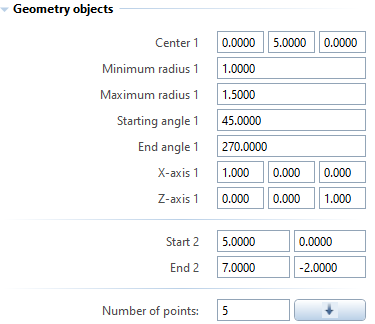 Geometry objects
Center 1 0.0000 5.0000 0.0000
Minimum radius 1 1.0000
Maximum radius 1 1.5000
Starting angle 1 45.0000
End angle 1 270.0000
X-axis 1 1.000 0.000 0.000
Z-axis 1 0.000 0.000 1.000
Start 2 5.0000 0.0000
End 2 7.0000 -2.0000
Number of points: 5